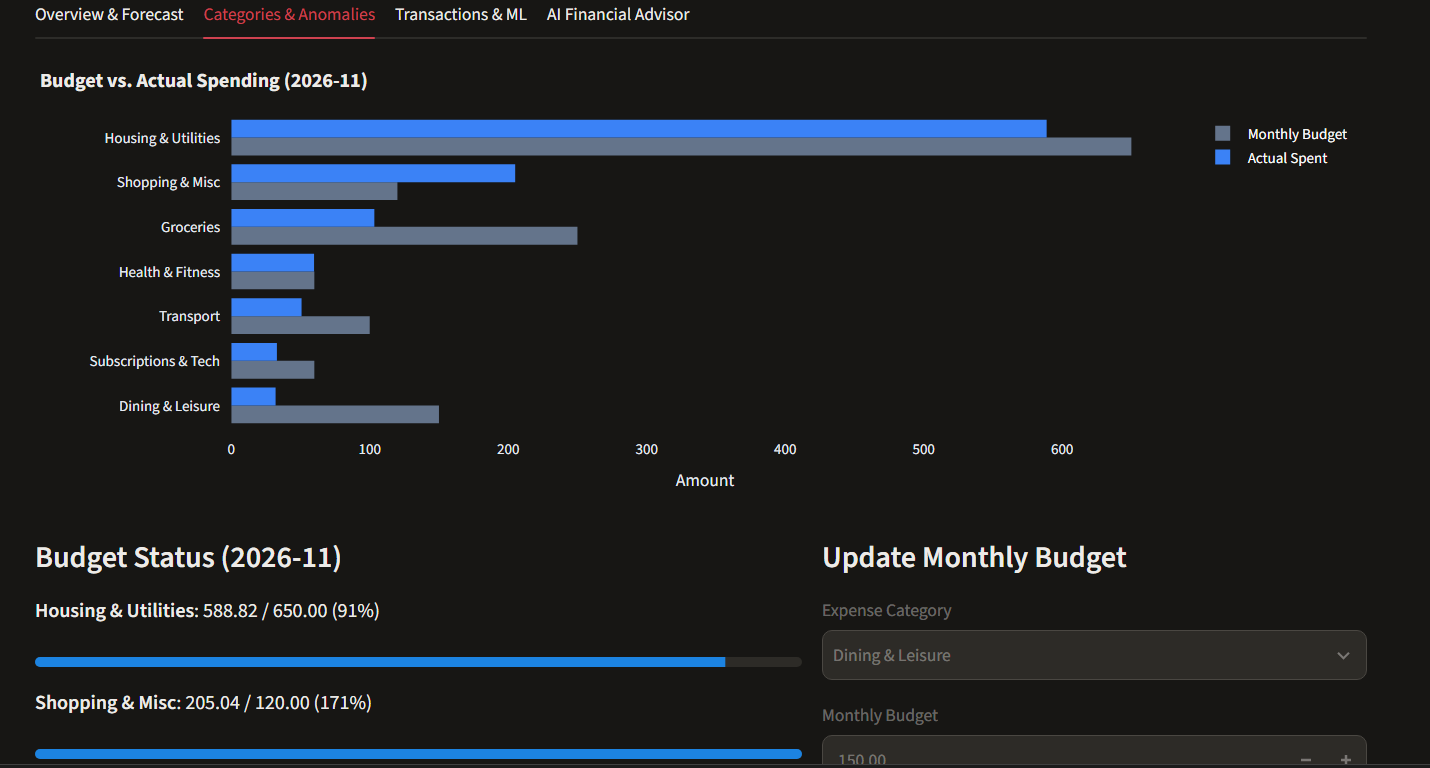 Overview & Forecast Categories & Anomalies Transactions & ML AI Financial Advisor
Budget vs. Actual Spending (2026-11)
Monthly Budget
Actual Spent
Housing & Utilities
Shopping & Misc
Groceries
Health & Fitness
Transport
Subscriptions & Tech
Dining & Leisure
0 100 200 300 400 500 600
Amount
Budget Status (2026-11)
Housing & Utilities: 588.82 / 650.00 (91%)
Shopping & Misc: 205.04 / 120.00 (171%)
Update Monthly Budget
Expense Category
Dining & Leisure
Monthly Budget
150.00